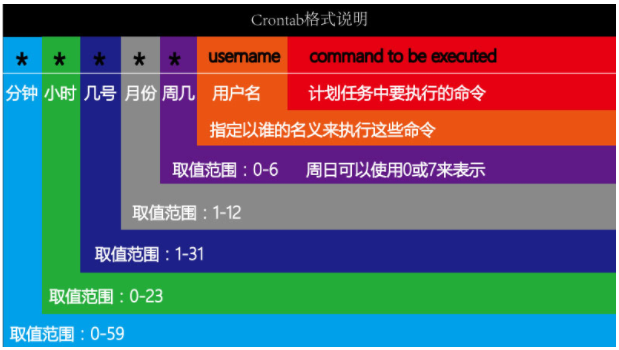 Crontab格式说明
* * * * * username command to be executed
分钟 小时 几号 月份 周几 用户名 计划任务中要执行的命令
指定以谁的名义来执行这些命令
取值范围：0-6 周日可以使用0或7来表示
取值范围：1-12
取值范围：1-31
取值范围：0-23
取值范围：0-59